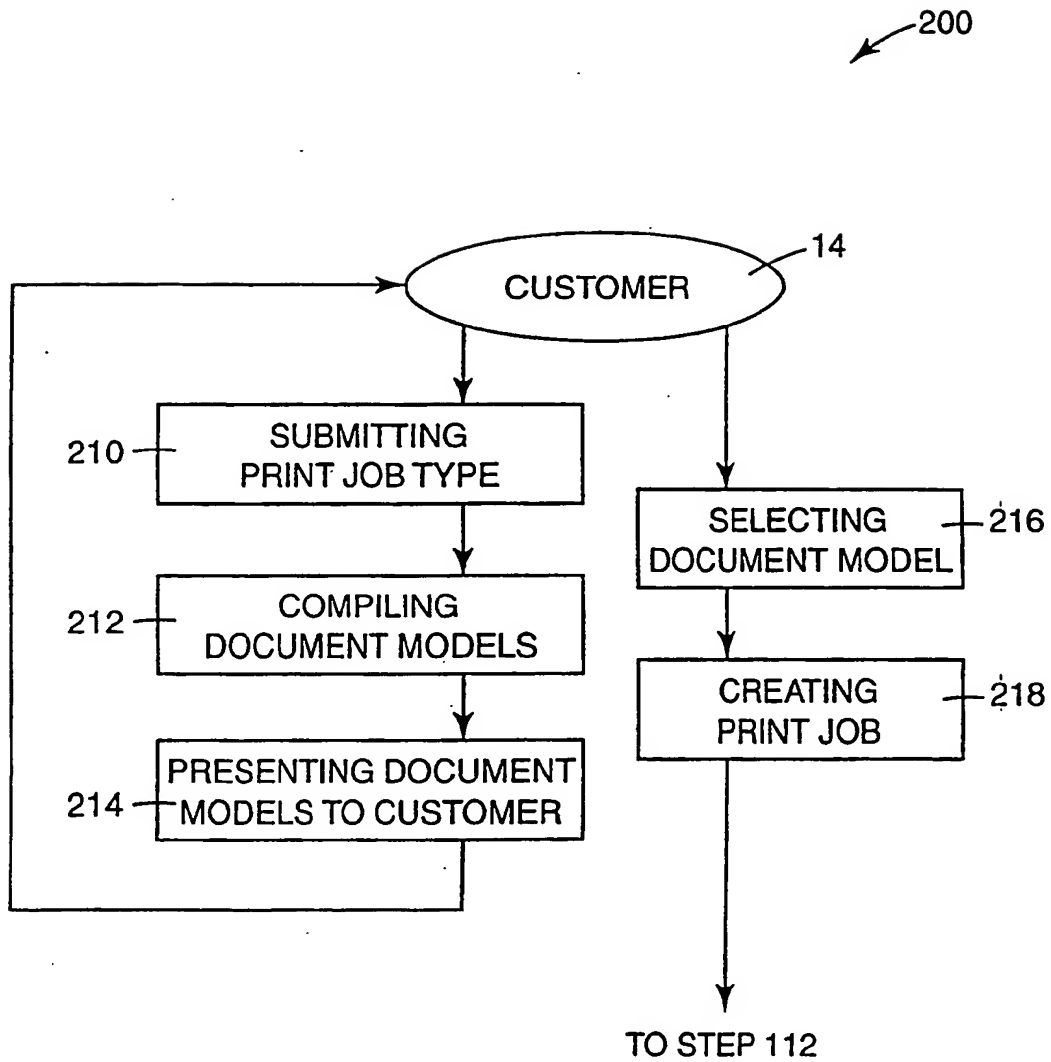 200
14
CUSTOMER
210
SUBMITTING
PRINT JOB TYPE
212
COMPILING
DOCUMENT MODELS
214
PRESENTING DOCUMENT
MODELS TO CUSTOMER
SELECTING
DOCUMENT MODEL
216
CREATING
PRINT JOB
218
TO STEP 112